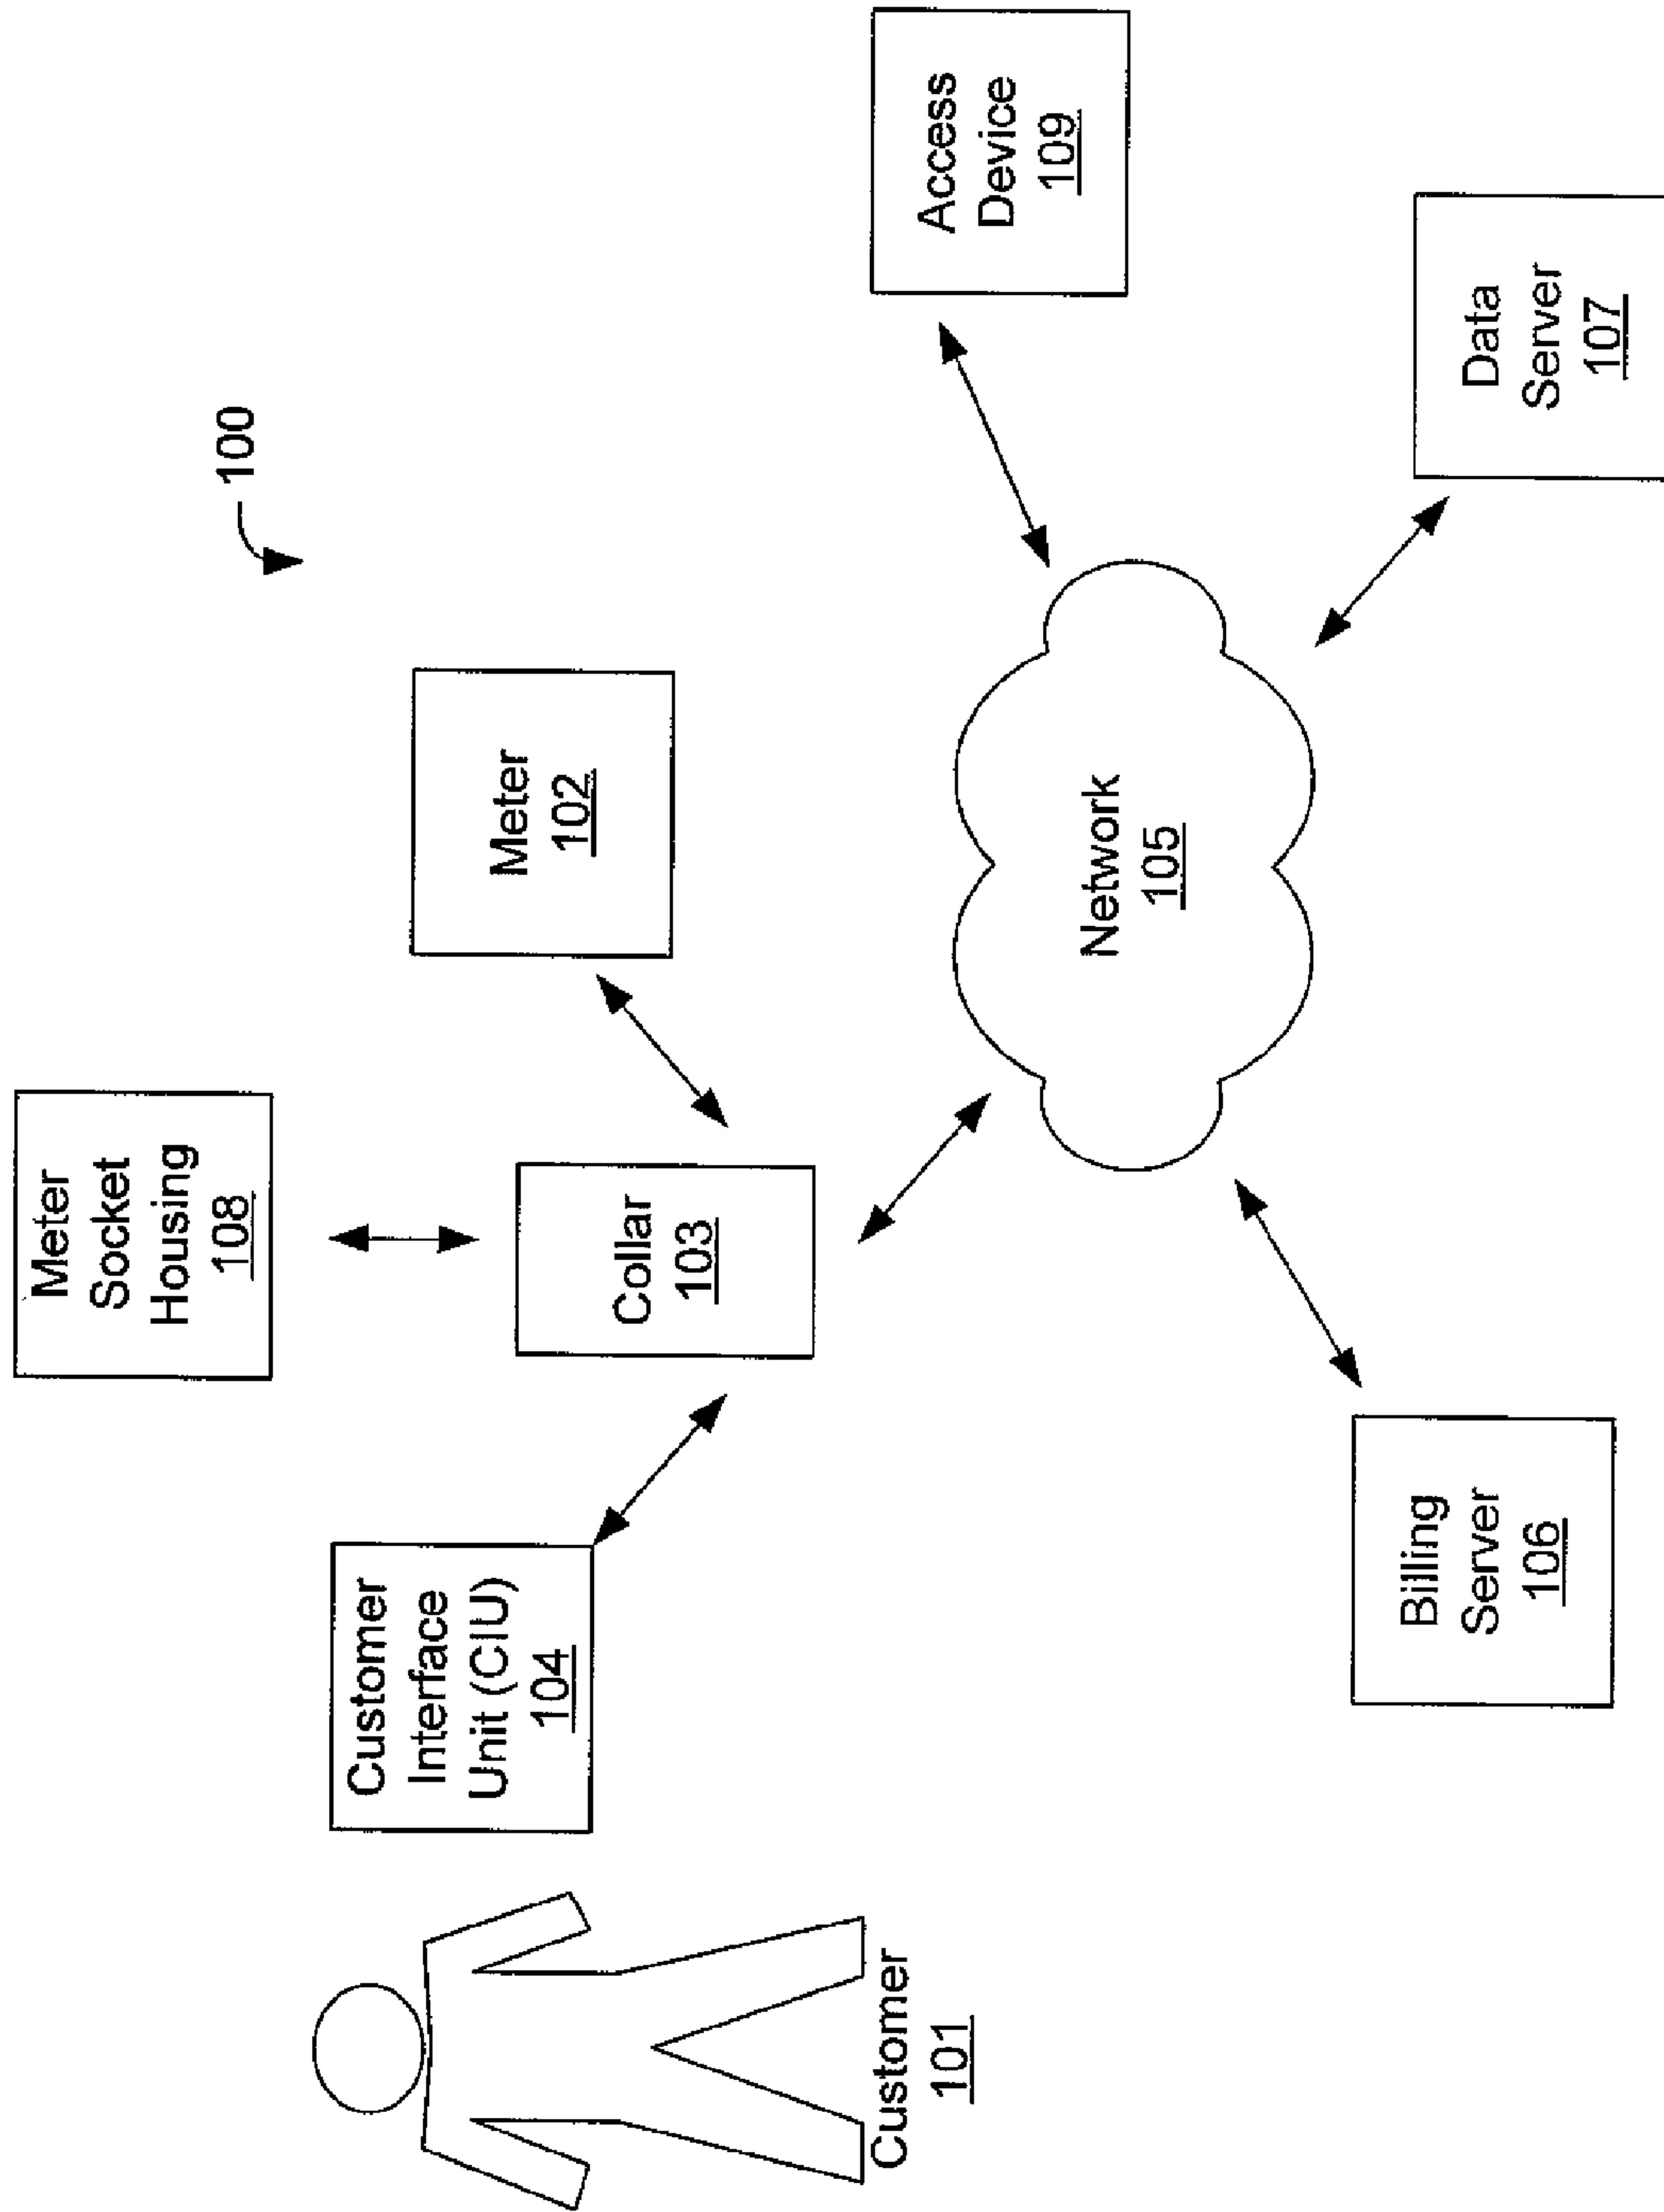 100
Meter
Socket
Housing
108
Customer
Interface
Unit (CIU)
104
Meter
102
Collar
103
Customer
101
Access
Device
109
Network
105
Billing
Server
106
Data
Server
107